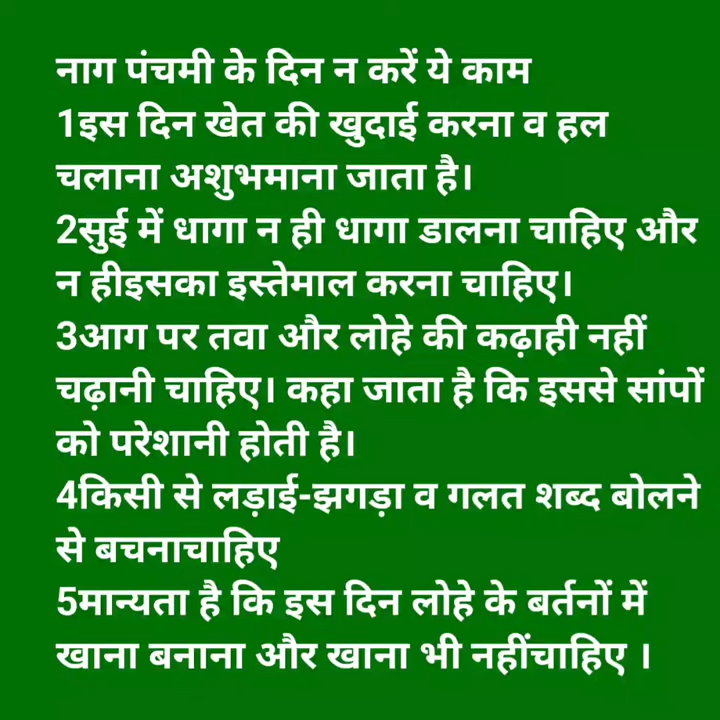 नाग पंचमी के दिन न करें ये काम
1इस दिन खेत की खुदाई करना व हल
चलाना अशुभमाना जाता है।
2सुई में धागा न ही धागा डालना चाहिए और
न हीइसका इस्तेमाल करना चाहिए।
3आग पर तवा और लोहे की कढ़ाही नहीं
चढ़ानी चाहिए। कहा जाता है कि इससे सांपों
को परेशानी होती है।
4किसी से लड़ाई-झगड़ा व गलत शब्द बोलने
से बचनाचाहिए
5मान्यता है कि इस दिन लोहे के बर्तनों में
खाना बनाना और खाना भी नहींचाहिए ।